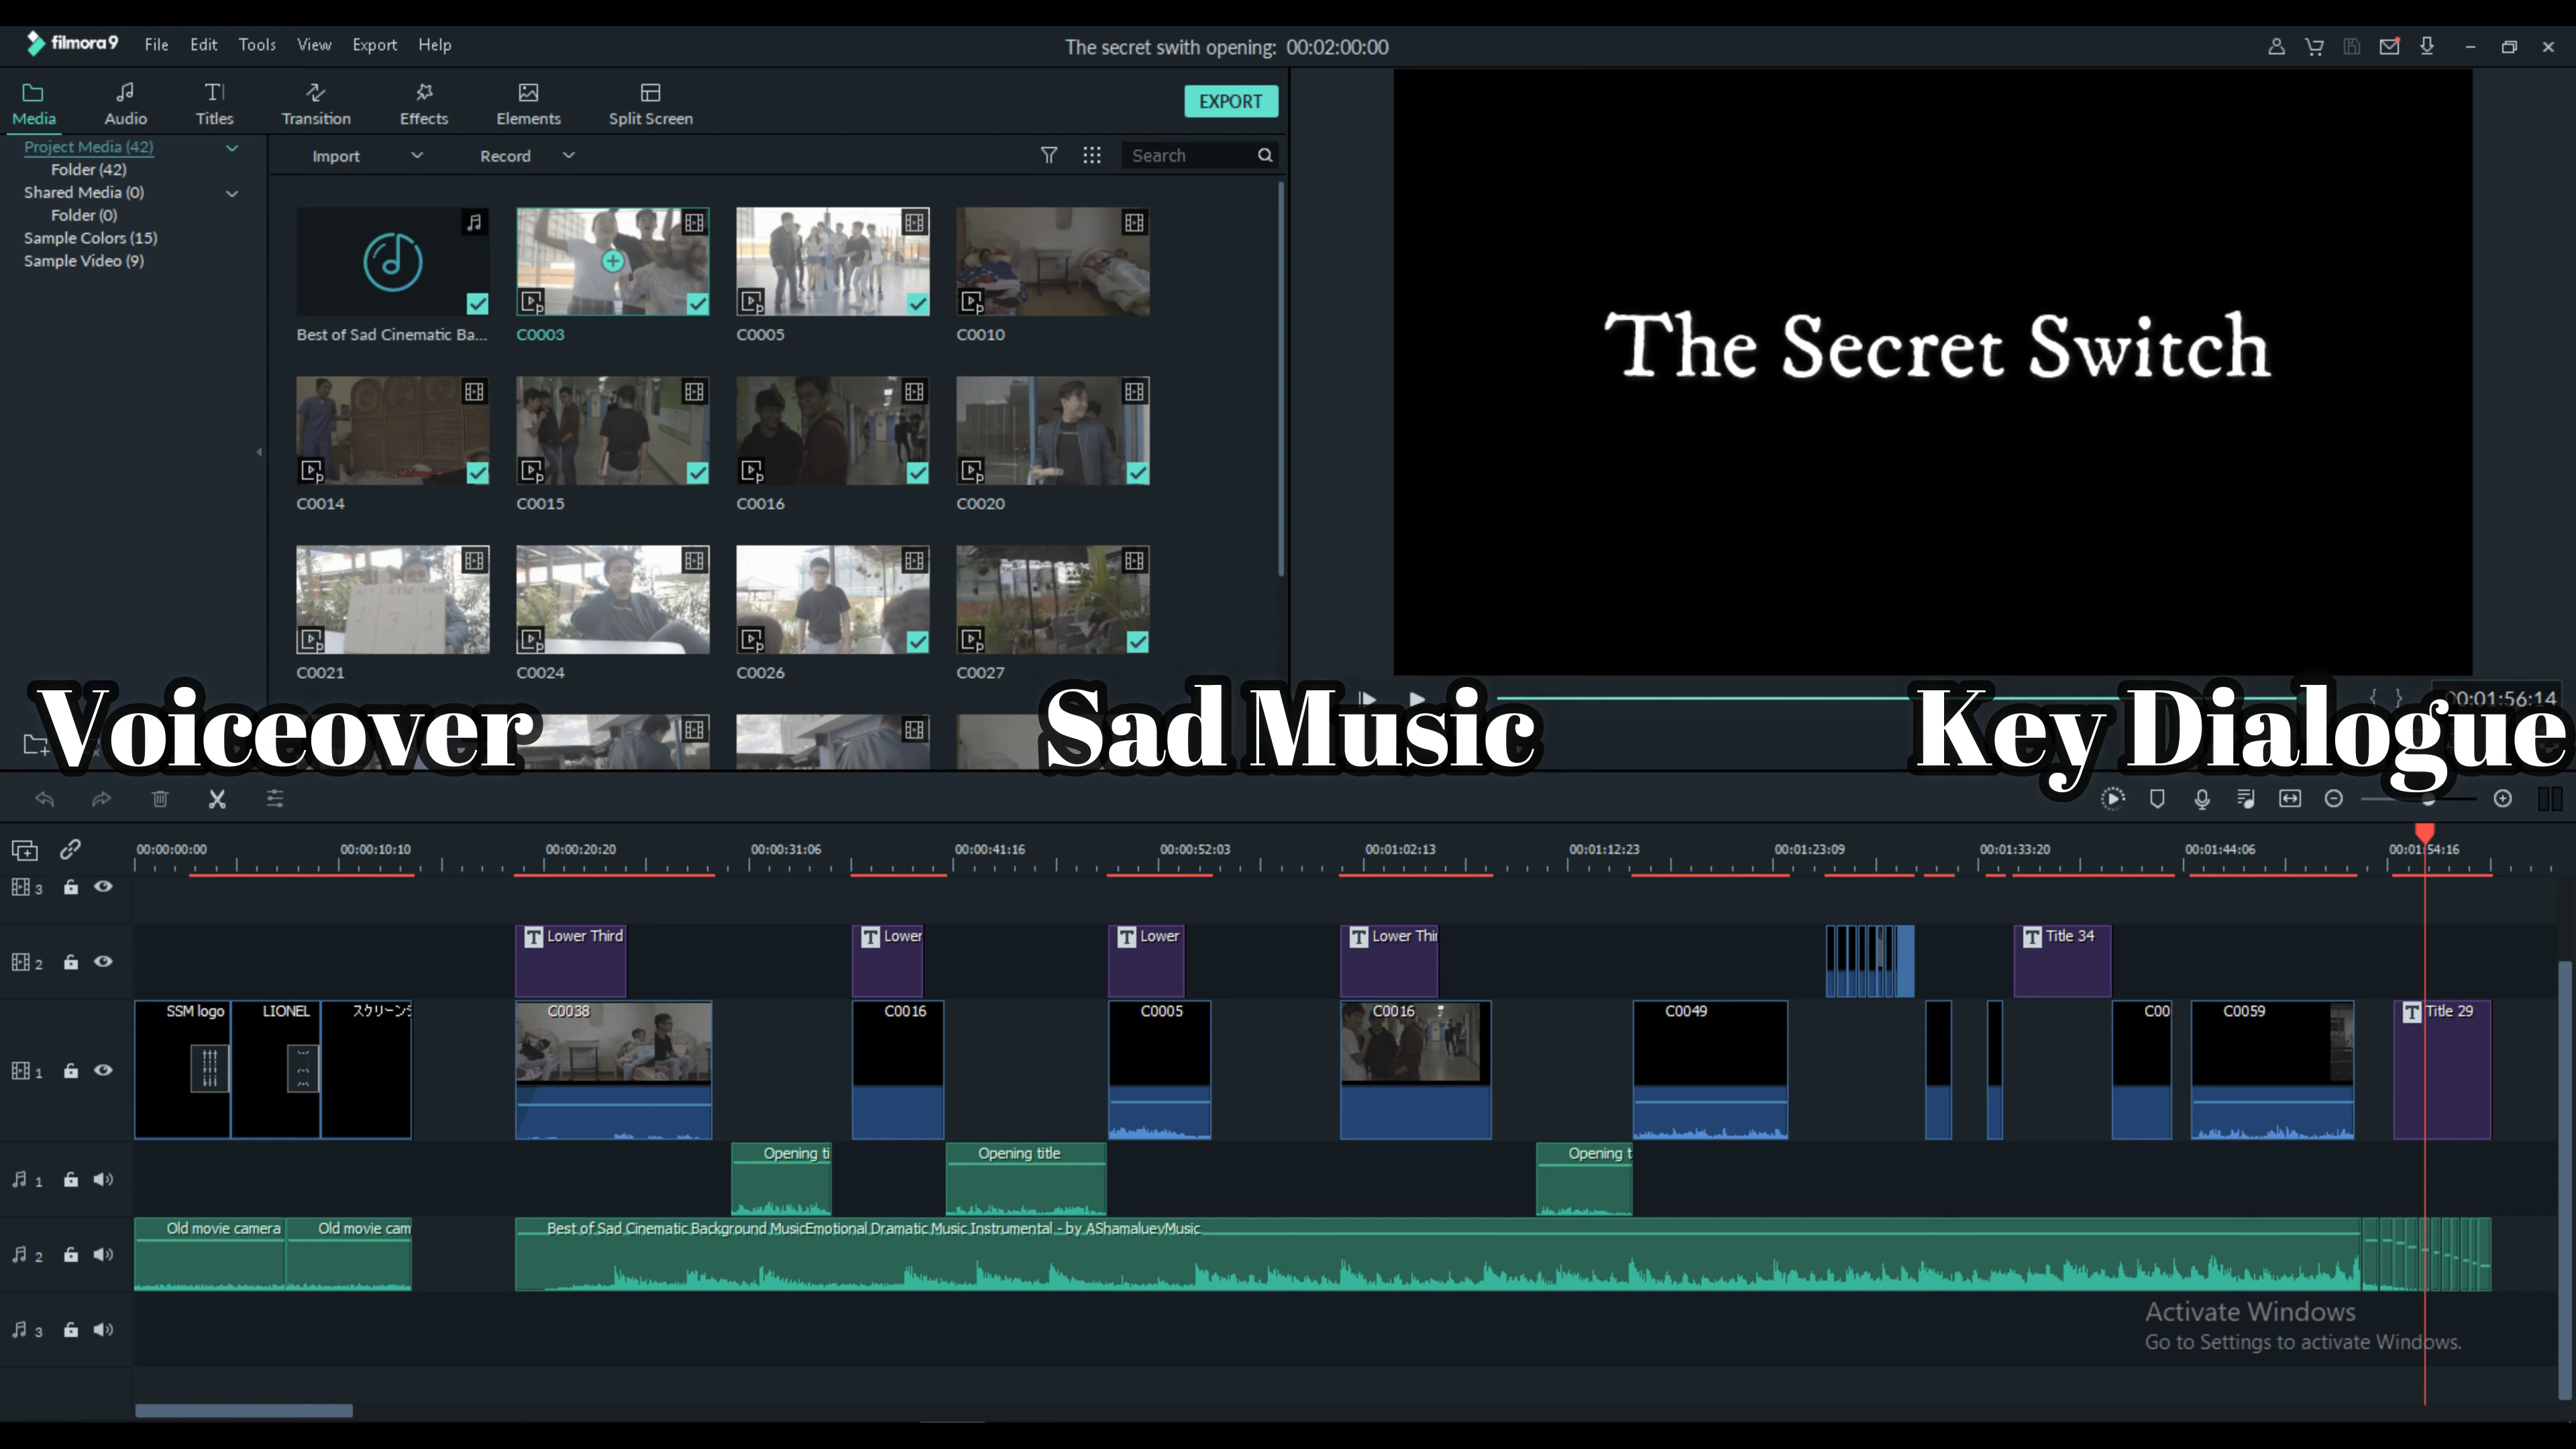 filmora9 File Edit Tools View Export Help
The secret swith opening: 00:02:00:00
Media Audio Titles Transition Effects Elements Split Screen
EXPORT
Project Media (42)
Folder (42)
Shared Media (0)
Folder (0)
Sample Colors (15)
Sample Video (9)
Import Record Search
Best of Sad Cinematic Ba... C0003 C0005 C0010
C0014 C0015 C0016 C0020
C0021 C0024 C0026 C0027
The Secret Switch
00:01:56:14
Voiceover Sad Music Key Dialogue
00:00:00:00 00:00:10:10 00:00:20:20 00:00:31:06 00:00:41:16 00:00:52:03 00:01:02:13 00:01:12:23 00:01:23:09 00:01:33:20 00:01:44:06 00:01:54:16
3
2 T Lower Third T Lower T Lower T Lower Thi T Title 34
SSM logo LIONEL スクリーン C0038 C0016 C0005 C0016 C0049 C00 C0059 T Title 29
1
Opening ti Opening title Opening t
1
Old movie camera Old movie cam Best of Sad Cinematic Background MusicEmotional Dramatic Music Instrumental - by AShamaluevMusic
2
3
Activate Windows
Go to Settings to activate Windows.